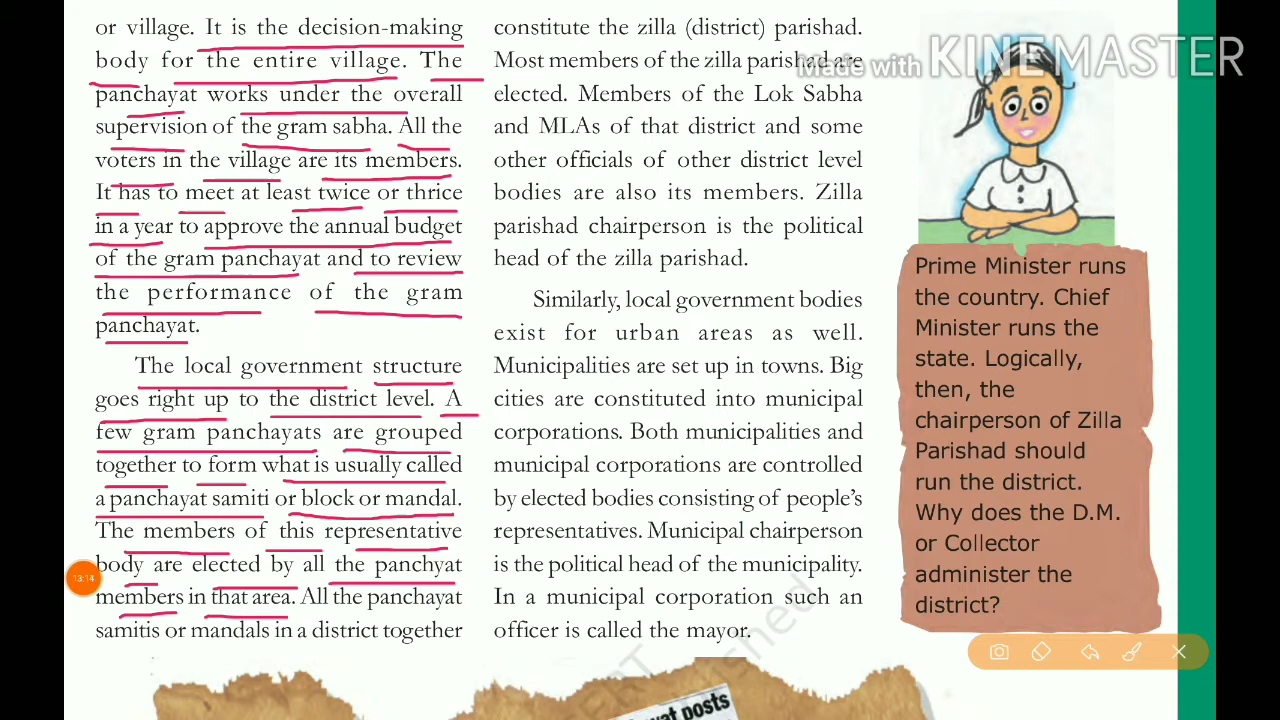 or village. It is the decision-making
body for the entire village. The
panchayat works under the overall
supervision of the gram sabha. All the
voters in the village are its members.
It has to meet at least twice or thrice
in a year to approve the annual budget
of the gram panchayat and to review
the performance of the gram
panchayat.
The local government structure
goes right up to the district level. A
few gram panchayats are grouped
together to form what is usually called
a panchayat samiti or block or mandal.
The members of this representative
body are elected by all the panchyat
members in that area. All the panchayat
samitis or mandals in a district together
constitute the zilla (district) parishad.
Most members of the zilla parishad are
elected. Members of the Lok Sabha
and MLAs of that district and some
other officials of other district level
bodies are also its members. Zilla
parishad chairperson is the political
head of the zilla parishad.
Similarly, local government bodies
exist for urban areas as well.
Municipalities are set up in towns. Big
cities are constituted into municipal
corporations. Both municipalities and
municipal corporations are controlled
by elected bodies consisting of people's
representatives. Municipal chairperson
is the political head of the municipality.
In a municipal corporation such an
officer is called the mayor.
Made with KINEMASTER
Prime Minister runs
the country. Chief
Minister runs the
state. Logically,
then, the
chairperson of Zilla
Parishad should
run the district.
Why does the D.M.
or Collector
administer the
district?
13:14
posts